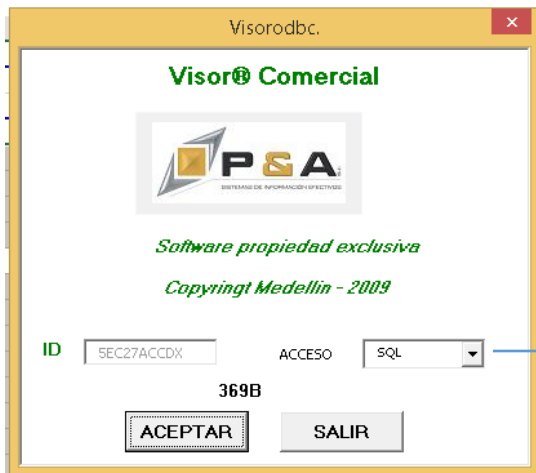 Visorodbc.
Visor® Comercial
P&A
SISTEMAS DE INFORMACIÓN EFECTIVOS
Software propiedad exclusiva
Copyringt Medellin - 2009
ID 5EC27ACCDX ACCESO SQL
369B
ACEPTAR SALIR